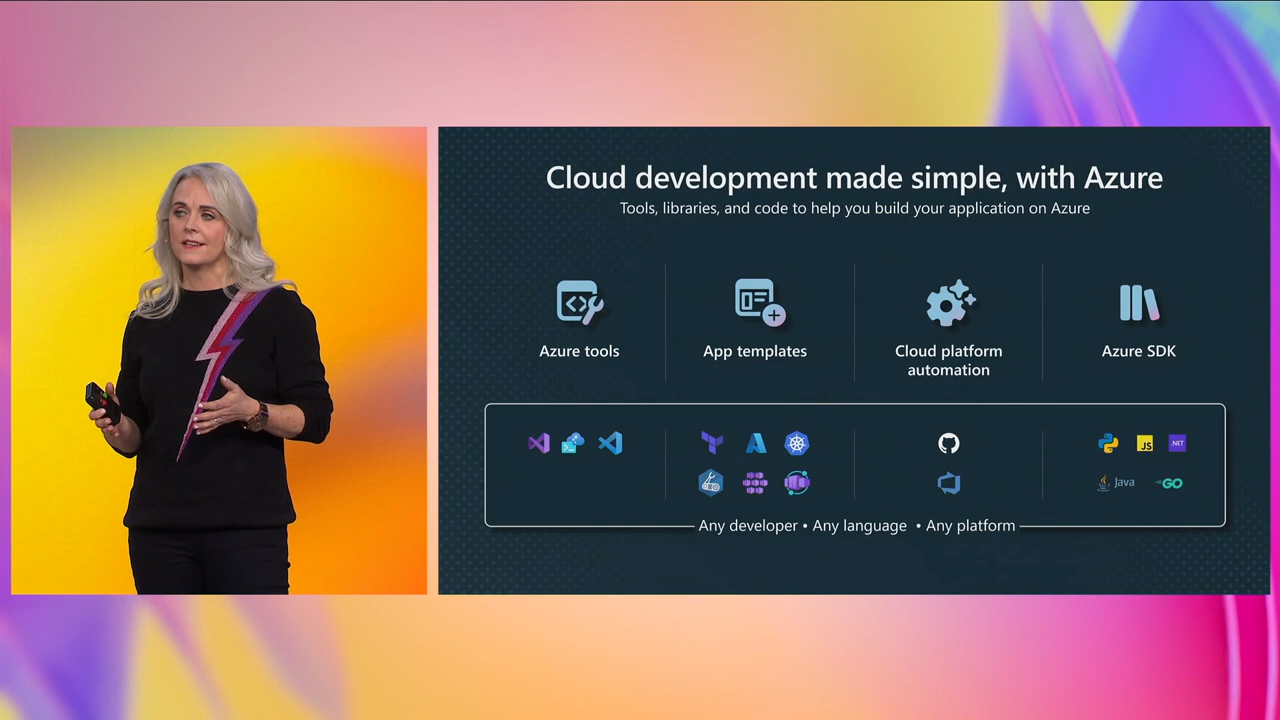 Cloud development made simple, with Azure
Tools, libraries, and code to help you build your application on Azure
Azure tools
App templates
Cloud platform
automation
Azure SDK
JS
.NET
Java
GO
Any developer • Any language • Any platform